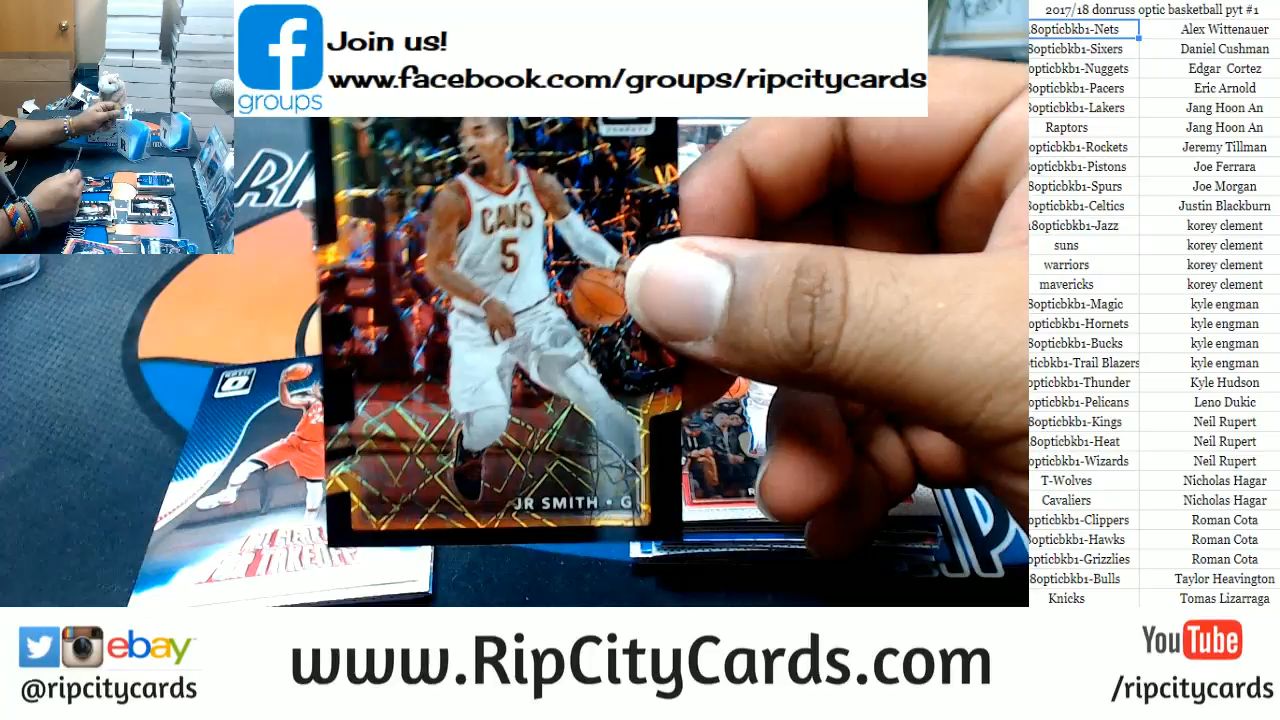 Join us!
www.facebook.com/groups/ripcitycards
groups
CAVS
5
JR SMITH • G
OPTIC
2017/18 donruss optic basketball pyt #1
8opticbkb1-Nets Alex Wittenauer
8opticbkb1-Sixers Daniel Cushman
opticbkb1-Nuggets Edgar Cortez
8opticbkb1-Pacers Eric Arnold
8opticbkb1-Lakers Jang Hoon An
Raptors Jang Hoon An
opticbkb1-Rockets Jeremy Tillman
opticbkb1-Pistons Joe Ferrara
8opticbkb1-Spurs Joe Morgan
8opticbkb1-Celtics Justin Blackburn
18opticbkb1-Jazz korey clement
suns korey clement
warriors korey clement
mavericks korey clement
8opticbkb1-Magic kyle engman
opticbkb1-Hornets kyle engman
8opticbkb1-Bucks kyle engman
ticbkb1-Trail Blazers kyle engman
opticbkb1-Thunder Kyle Hudson
opticbkb1-Pelicans Leno Dukic
8opticbkb1-Kings Neil Rupert
8opticbkb1-Heat Neil Rupert
opticbkb1-Wizards Neil Rupert
T-Wolves Nicholas Hagar
Cavaliers Nicholas Hagar
opticbkb1-Clippers Roman Cota
8opticbkb1-Hawks Roman Cota
opticbkb1-Grizzlies Roman Cota
8opticbkb1-Bulls Taylor Heavington
Knicks Tomas Lizarraga
ebay
@ripcitycards
www.RipCityCards.com
YouTube
/ripcitycards